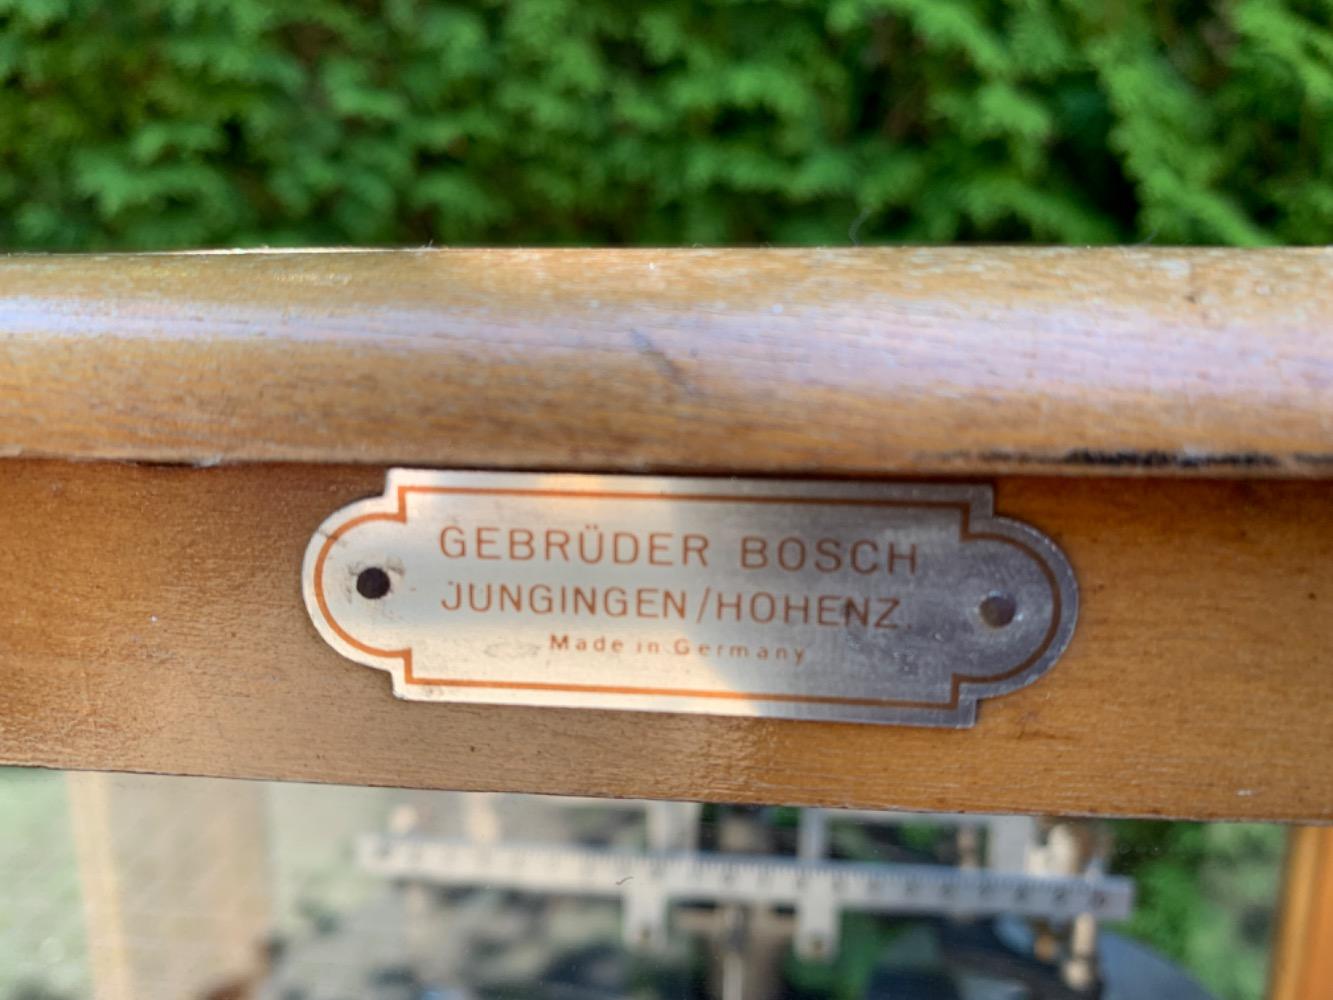 GEBRÜDER BOSCH
JUNGINGEN/HOHENZ.
Made in Germany